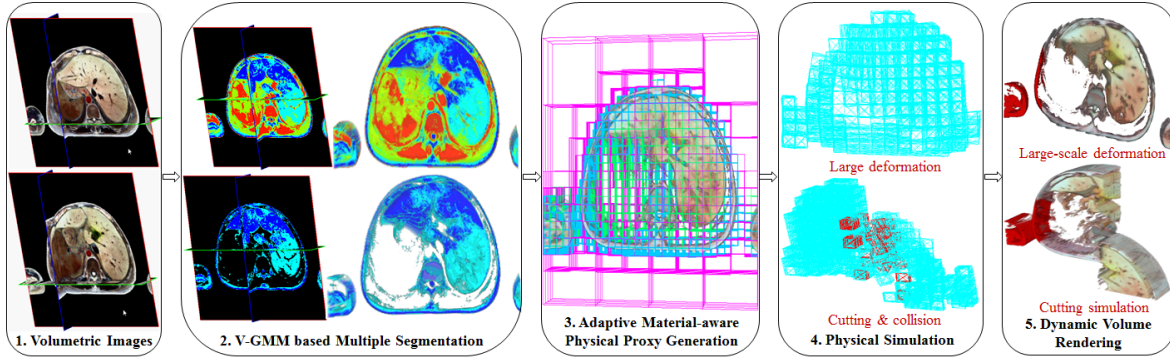 1. Volumetric Images
2. V-GMM based Multiple Segmentation
3. Adaptive Material-aware
Physical Proxy Generation
Large deformation
Cutting & collision
4. Physical Simulation
Large-scale deformation
Cutting simulation
5. Dynamic Volume
Rendering